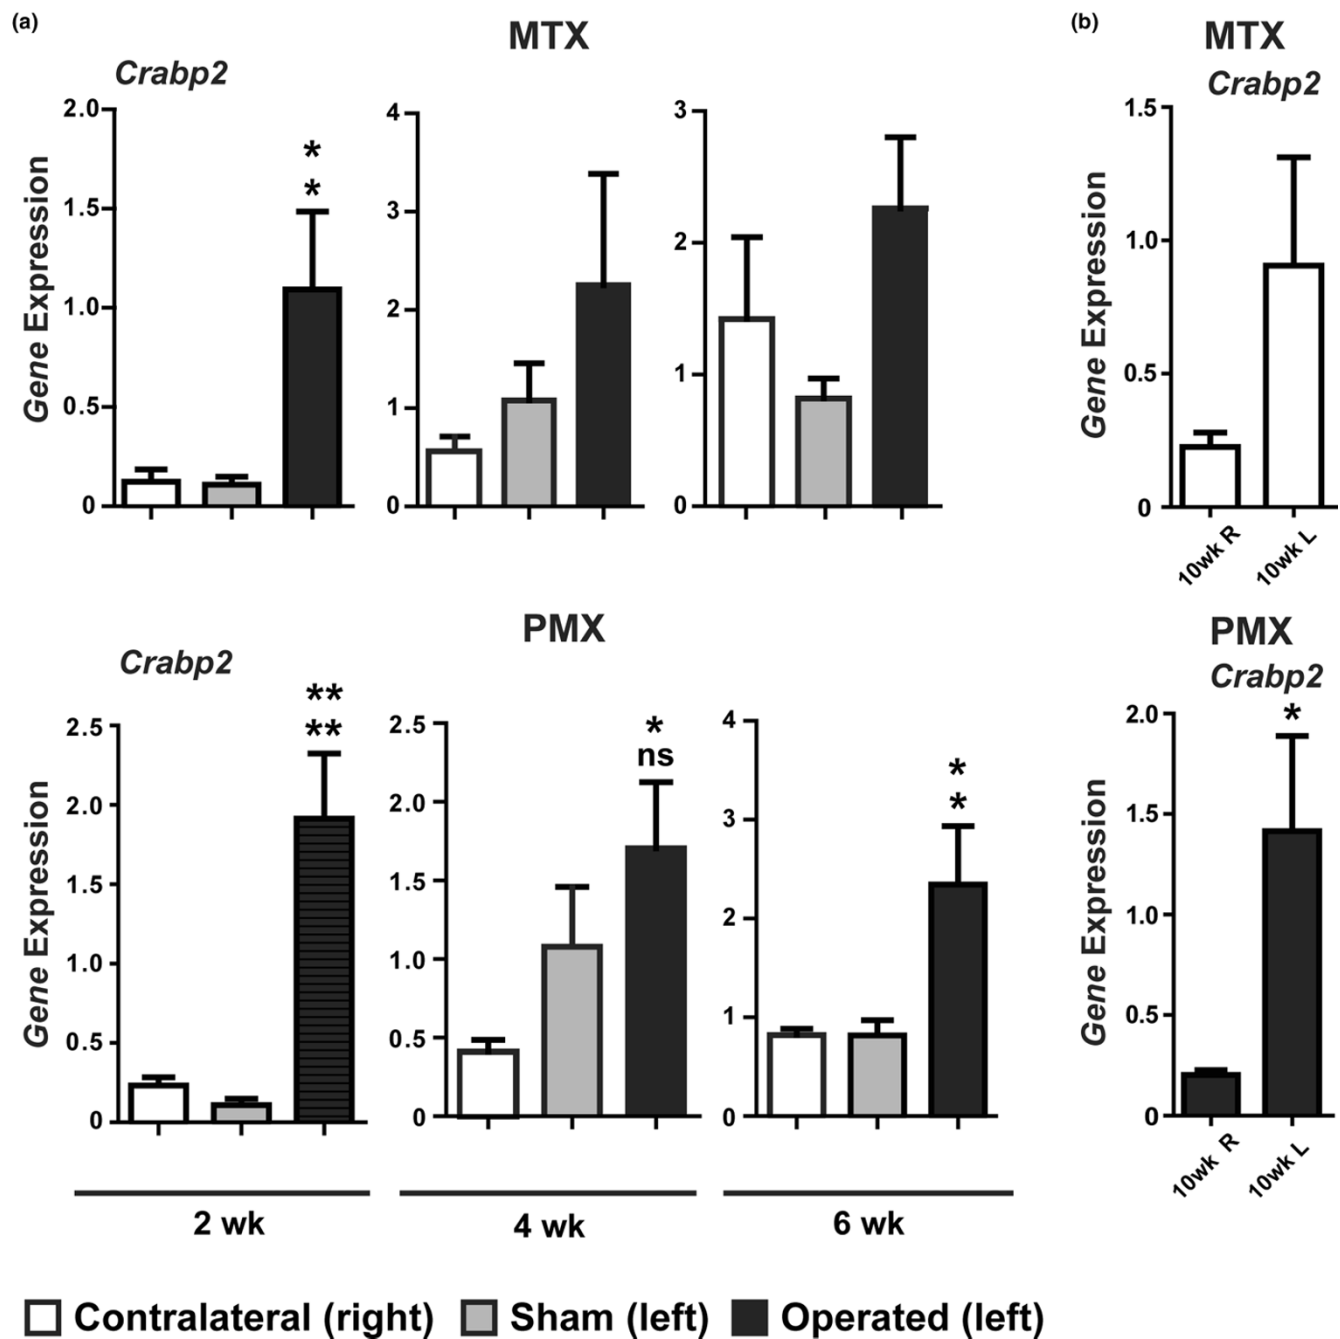 (a)
MTX
Crabp2
Gene Expression
2.0
1.5
1.0
0.5
0
*
*
4
3
2
1
0
3
2
1
0
(b)
MTX
Crabp2
Gene Expression
1.5
1.0
0.5
0
10wk R
10wk L
PMX
Crabp2
Gene Expression
2.5
2.0
1.5
1.0
0.5
0
**
**
2.5
2.0
1.5
1.0
0.5
0
*
ns
4
3
2
1
0
*
*
PMX
Crabp2
Gene Expression
2.0
1.5
1.0
0.5
0
*
10wk R
10wk L
2 wk
4 wk
6 wk
Contralateral (right) Sham (left) Operated (left)